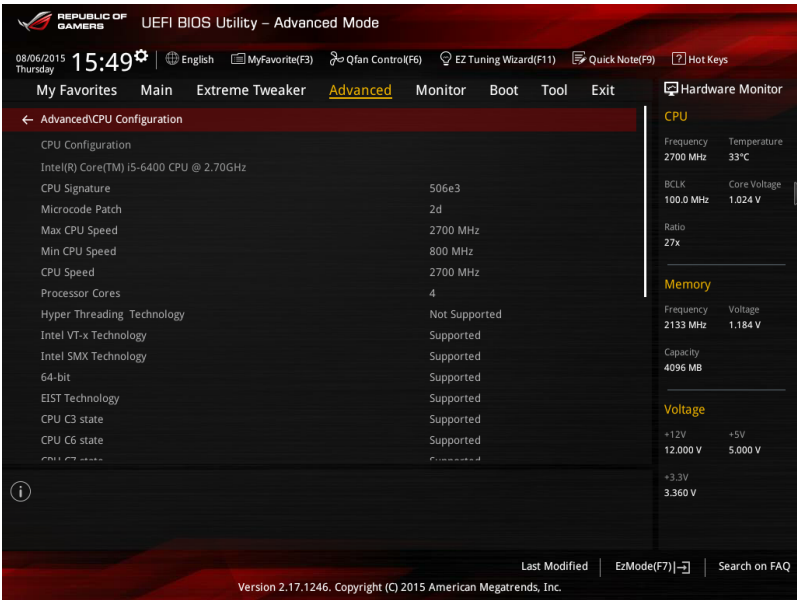 REPUBLIC OF
GAMERS
UEFI BIOS Utility – Advanced Mode
08/06/2015
Thursday
15:49
English
MyFavorite(F3)
Qfan Control(F6)
EZ Tuning Wizard(F11)
Quick Note(F9)
? Hot Keys
My Favorites Main Extreme Tweaker Advanced Monitor Boot Tool Exit
← Advanced\CPU Configuration
CPU Configuration
Intel(R) Core(TM) i5-6400 CPU @ 2.70GHz
CPU Signature 506e3
Microcode Patch 2d
Max CPU Speed 2700 MHz
Min CPU Speed 800 MHz
CPU Speed 2700 MHz
Processor Cores 4
Hyper Threading Technology Not Supported
Intel VT-x Technology Supported
Intel SMX Technology Supported
64-bit Supported
EIST Technology Supported
CPU C3 state Supported
CPU C6 state Supported
CPU C7 state Supported
Hardware Monitor
CPU
Frequency Temperature
2700 MHz 33°C
BCLK Core Voltage
100.0 MHz 1.024 V
Ratio
27x
Memory
Frequency Voltage
2133 MHz 1.184 V
Capacity
4096 MB
Voltage
+12V +5V
12.000 V 5.000 V
+3.3V
3.360 V
Last Modified
EzMode(F7)
Search on FAQ
Version 2.17.1246. Copyright (C) 2015 American Megatrends, Inc.